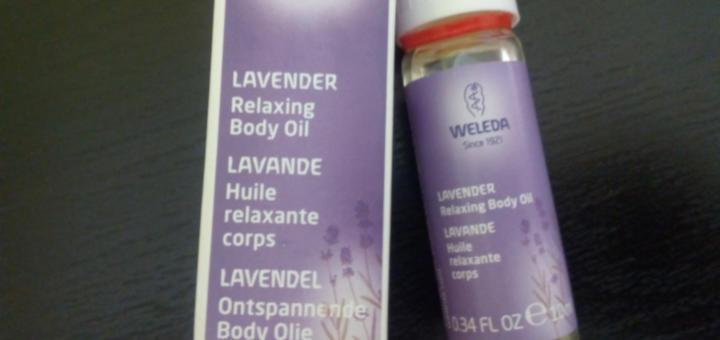 LAVENDER
Relaxing
Body Oil
LAVANDE
Huile
relaxante
corps
LAVENDEL
Ontspannende
Body Olie
WELEDA
Since 1921
LAVENDER
Relaxing Body Oil
LAVANDE
Huile
relaxante
corps
0.34 FL OZ e